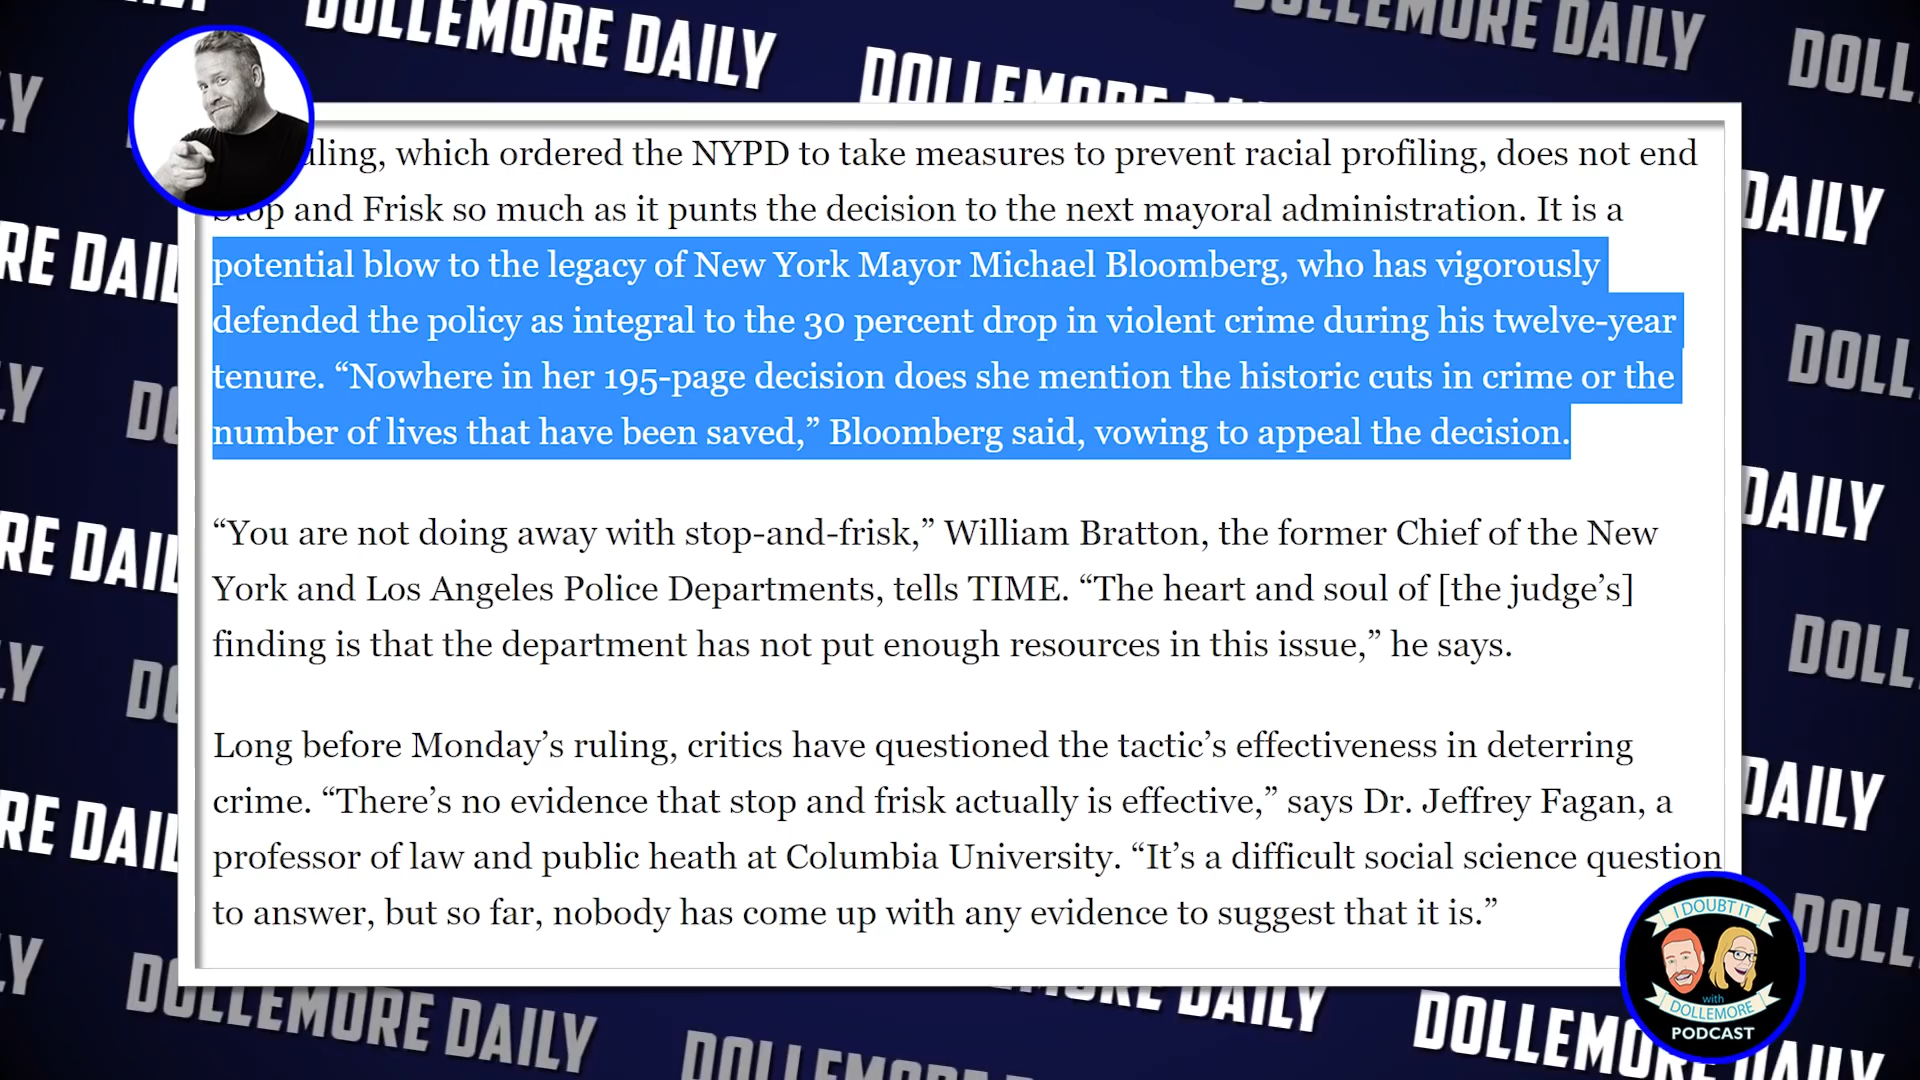 DOLLEMORE DAILY
DAILY
DOLL
uling, which ordered the NYPD to take measures to prevent racial profiling, does not end
Stop and Frisk so much as it punts the decision to the next mayoral administration. It is a
potential blow to the legacy of New York Mayor Michael Bloomberg, who has vigorously
defended the policy as integral to the 30 percent drop in violent crime during his twelve-year
tenure. “Nowhere in her 195-page decision does she mention the historic cuts in crime or the
number of lives that have been saved,” Bloomberg said, vowing to appeal the decision.
“You are not doing away with stop-and-frisk,” William Bratton, the former Chief of the New
York and Los Angeles Police Departments, tells TIME. “The heart and soul of [the judge’s]
finding is that the department has not put enough resources in this issue,” he says.
Long before Monday’s ruling, critics have questioned the tactic’s effectiveness in deterring
crime. “There’s no evidence that stop and frisk actually is effective,” says Dr. Jeffrey Fagan, a
professor of law and public heath at Columbia University. “It’s a difficult social science question
to answer, but so far, nobody has come up with any evidence to suggest that it is.”
I DOUBT IT
with
DOLLEMORE
PODCAST
DOLLEMORE DAILY